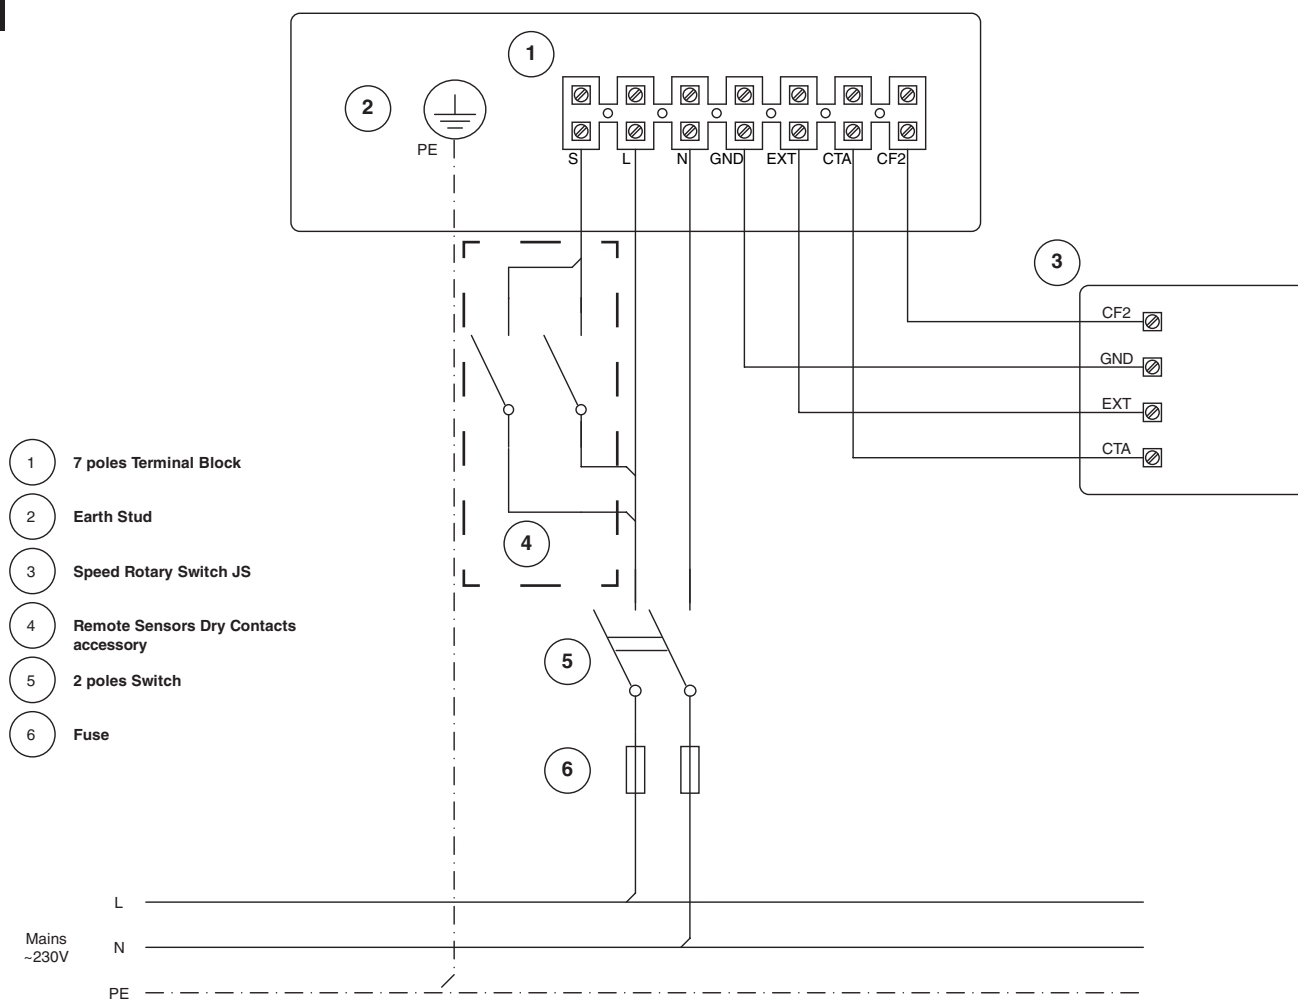 1
2
PE
S L N GND EXT CTA CF2
3
CF2
GND
EXT
CTA
4
1 7 poles Terminal Block
2 Earth Stud
3 Speed Rotary Switch JS
4 Remote Sensors Dry Contacts
accessory
5 2 poles Switch
6 Fuse
5
6
L
Mains
~230V
N
PE